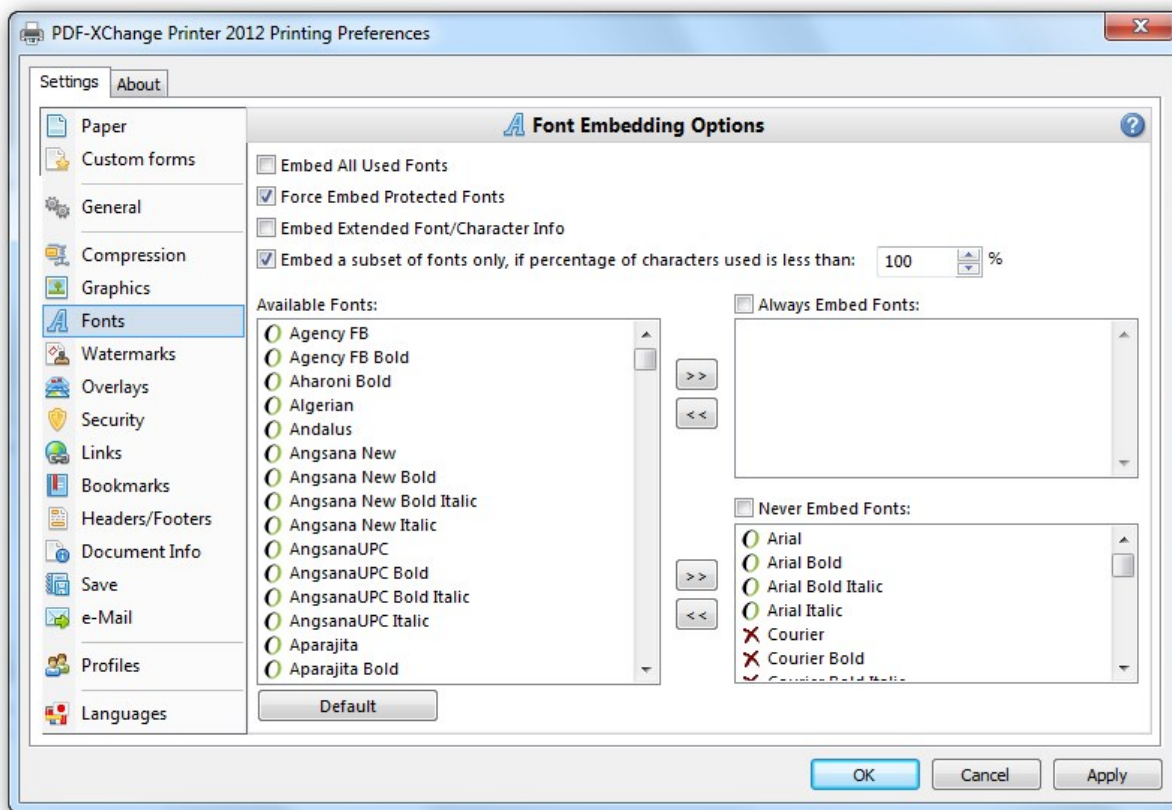 PDF-XChange Printer 2012 Printing Preferences
Settings
About
Paper
Custom forms
General
Compression
Graphics
Fonts
Watermarks
Overlays
Security
Links
Bookmarks
Headers/Footers
Document Info
Save
e-Mail
Profiles
Languages
Font Embedding Options
Embed All Used Fonts
Force Embed Protected Fonts
Embed Extended Font/Character Info
Embed a subset of fonts only, if percentage of characters used is less than: 100 %
Available Fonts:
Agency FB
Agency FB Bold
Aharoni Bold
Algerian
Andalus
Angsana New
Angsana New Bold
Angsana New Bold Italic
Angsana New Italic
AngsanaUPC
AngsanaUPC Bold
AngsanaUPC Bold Italic
AngsanaUPC Italic
Aparajita
Aparajita Bold
Default
>>
<<
Always Embed Fonts:
>>
<<
Never Embed Fonts:
Arial
Arial Bold
Arial Bold Italic
Arial Italic
Courier
Courier Bold
Courier Bold Italic
OK
Cancel
Apply